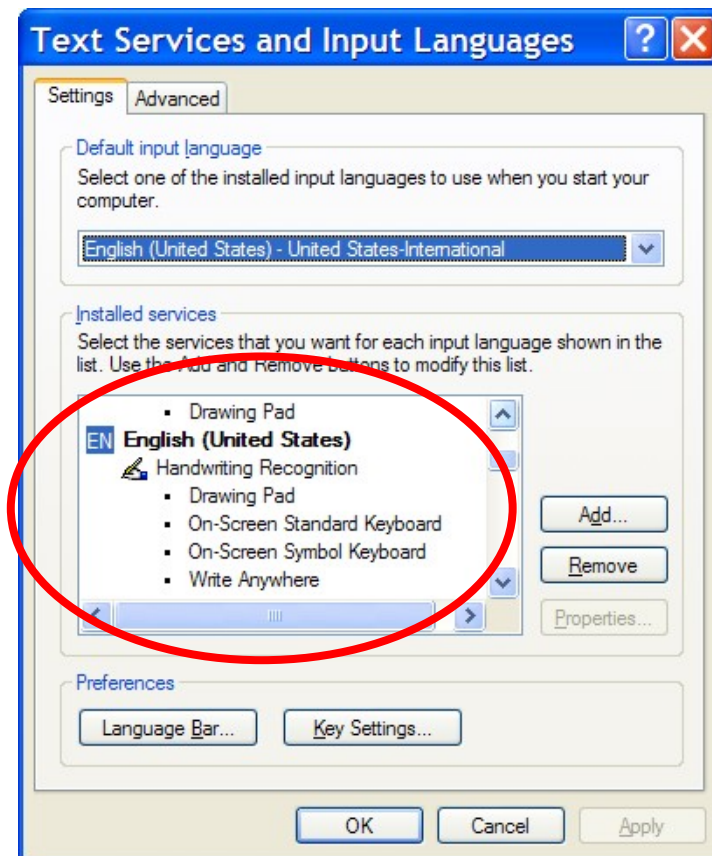 Text Services and Input Languages
Settings Advanced
Default input language
Select one of the installed input languages to use when you start your
computer.
English (United States) - United States-International
Installed services
Select the services that you want for each input language shown in the
list. Use the Add and Remove buttons to modify this list.
Drawing Pad
EN English (United States)
Handwriting Recognition
Drawing Pad
On-Screen Standard Keyboard
On-Screen Symbol Keyboard
Write Anywhere
Add...
Remove
Properties...
Preferences
Language Bar... Key Settings...
OK Cancel Apply